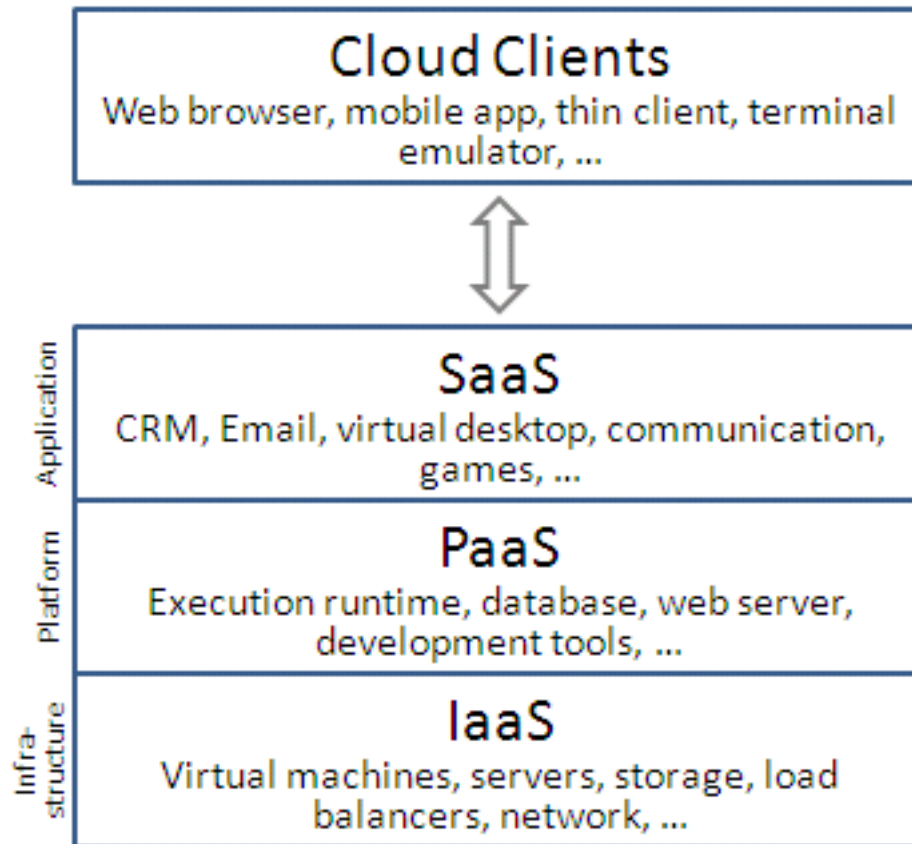 Cloud Clients
Web browser, mobile app, thin client, terminal
emulator, ...
Application
SaaS
CRM, Email, virtual desktop, communication,
games, ...
Platform
PaaS
Execution runtime, database, web server,
development tools, ...
Infra-
structure
IaaS
Virtual machines, servers, storage, load
balancers, network, ...